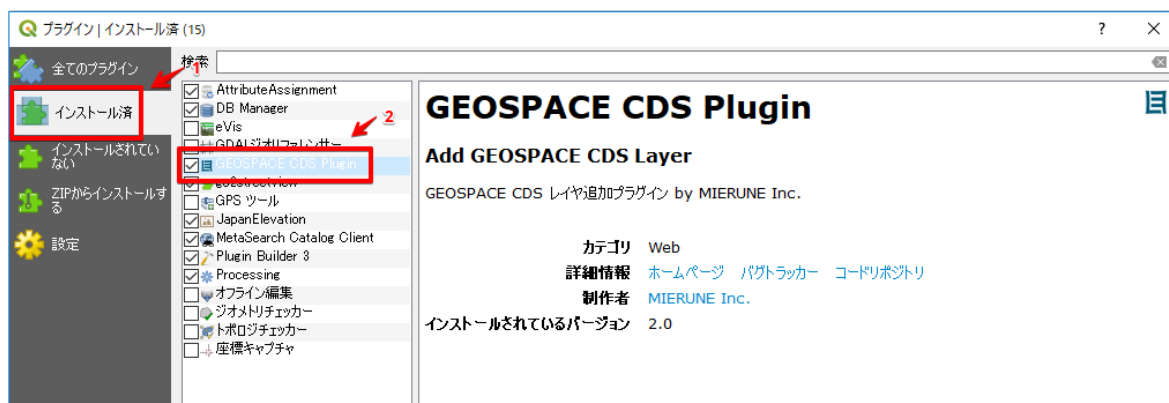 プラグイン | インストール済 (15)
? ×
全てのプラグイン
インストール済
インストールされてい
ない
ZIPからインストールす
る
設定
検索
1
AttributeAssignment
DB Manager
eVis
2
GDALジオリファレンサー
GEOSPACE CDS Plugin
go2streetview
GPS ツール
JapanElevation
MetaSearch Catalog Client
Plugin Builder 3
Processing
オフライン編集
ジオメトリチェッカー
トポロジチェッカー
座標キャプチャ
GEOSPACE CDS Plugin
Add GEOSPACE CDS Layer
GEOSPACE CDS レイヤ追加プラグイン by MIERUNE Inc.
カテゴリ Web
詳細情報 ホームページ バグトラッカー コードリポジトリ
制作者 MIERUNE Inc.
インストールされているバージョン 2.0